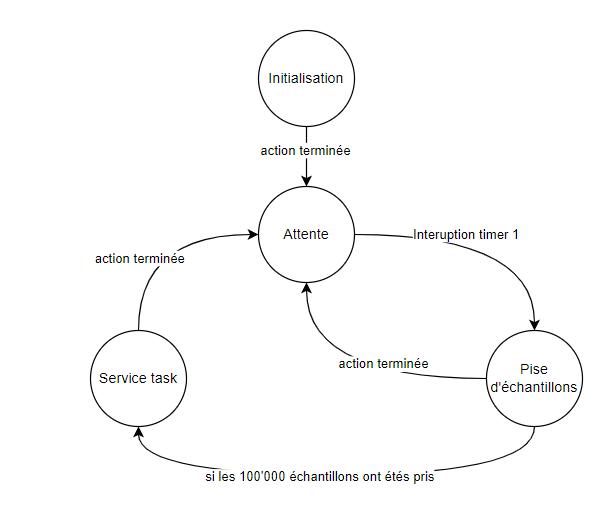 Initialisation
action terminée
Attente
Interuption timer 1
action terminée
action terminée
Pise
d'échantillons
Service task
si les 100'000 échantillons ont étés pris